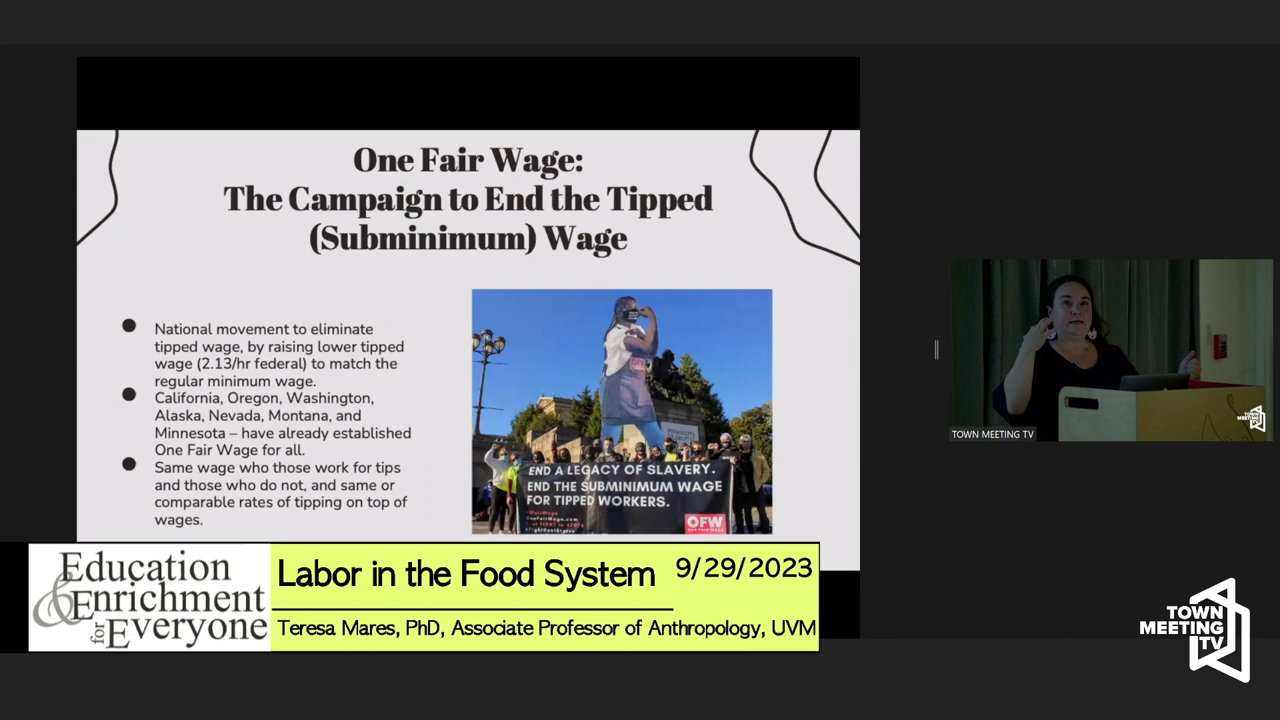 One Fair Wage:
The Campaign to End the Tipped
(Subminimum) Wage
National movement to eliminate
tipped wage, by raising lower tipped
wage (2.13/hr federal) to match the
regular minimum wage.
California, Oregon, Washington,
Alaska, Nevada, Montana, and
Minnesota – have already established
One Fair Wage for all.
Same wage who those work for tips
and those who do not, and same or
comparable rates of tipping on top of
wages.
END A LEGACY OF SLAVERY.
END THE SUBMINIMUM WAGE
FOR TIPPED WORKERS.
OFW
TOWN MEETING TV
TOWN
MEETING
TV
Education
& Enrichment
for Everyone
Labor in the Food System
9/29/2023
Teresa Mares, PhD, Associate Professor of Anthropology, UVM
TOWN
MEETING
TV